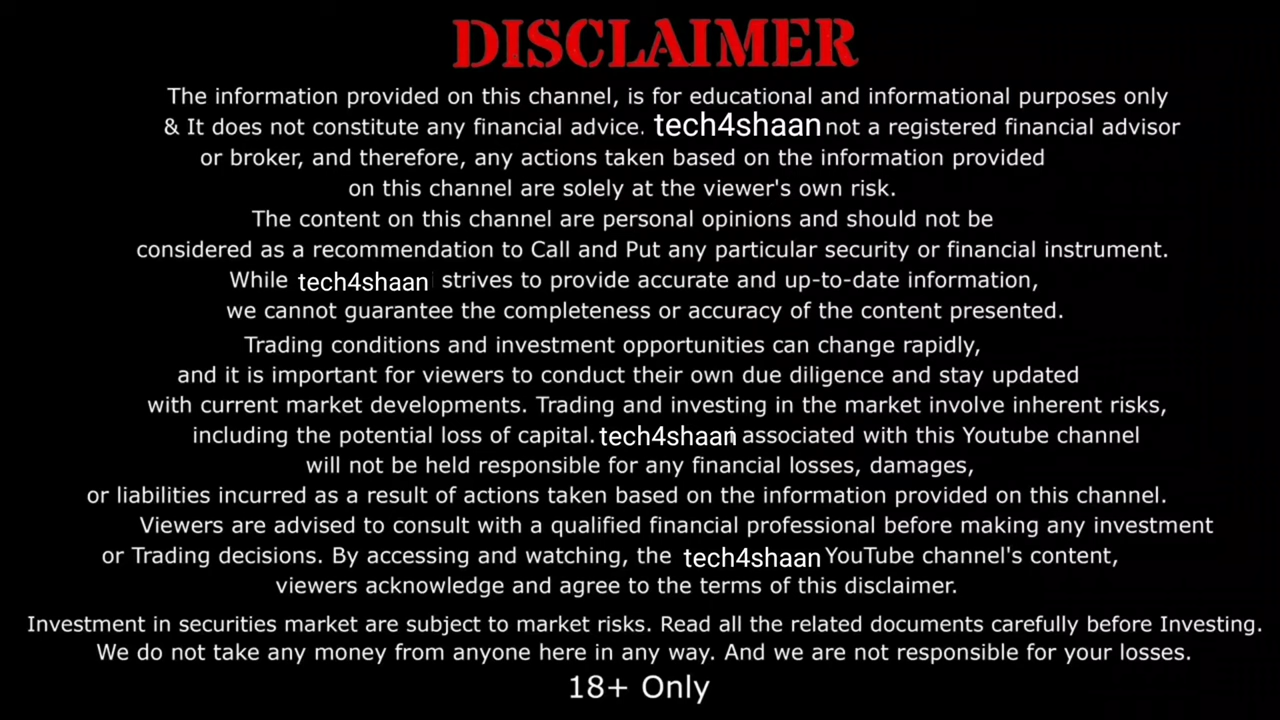 DISCLAIMER
The information provided on this channel, is for educational and informational purposes only
& It does not constitute any financial advice. tech4shaan not a registered financial advisor
or broker, and therefore, any actions taken based on the information provided
on this channel are solely at the viewer's own risk.
The content on this channel are personal opinions and should not be
considered as a recommendation to Call and Put any particular security or financial instrument.
While tech4shaan strives to provide accurate and up-to-date information,
we cannot guarantee the completeness or accuracy of the content presented.
Trading conditions and investment opportunities can change rapidly,
and it is important for viewers to conduct their own due diligence and stay updated
with current market developments. Trading and investing in the market involve inherent risks,
including the potential loss of capital. tech4shaan associated with this Youtube channel
will not be held responsible for any financial losses, damages,
or liabilities incurred as a result of actions taken based on the information provided on this channel.
Viewers are advised to consult with a qualified financial professional before making any investment
or Trading decisions. By accessing and watching, the tech4shaan YouTube channel's content,
viewers acknowledge and agree to the terms of this disclaimer.
Investment in securities market are subject to market risks. Read all the related documents carefully before Investing.
We do not take any money from anyone here in any way. And we are not responsible for your losses.
18+ Only